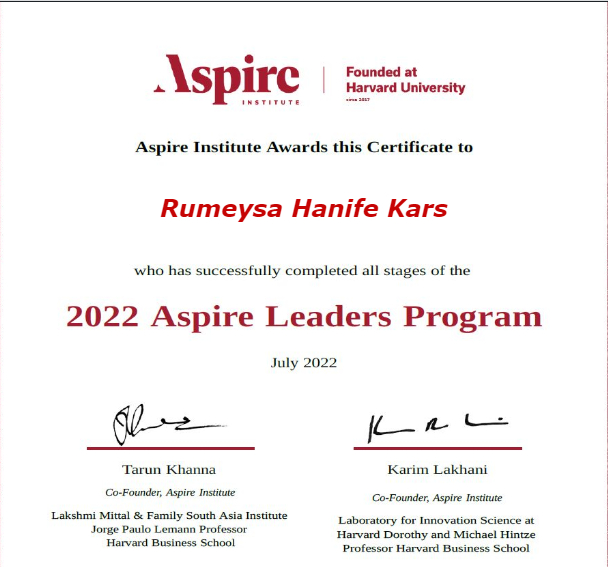 Aspire
INSTITUTE
Founded at
Harvard University
since 2017
Aspire Institute Awards this Certificate to
Rumeysa Hanife Kars
who has successfully completed all stages of the
2022 Aspire Leaders Program
July 2022
Tarun Khanna
Co-Founder, Aspire Institute
Lakshmi Mittal & Family South Asia Institute
Jorge Paulo Lemann Professor
Harvard Business School
Karim Lakhani
Co-Founder, Aspire Institute
Laboratory for Innovation Science at
Harvard Dorothy and Michael Hintze
Professor Harvard Business School